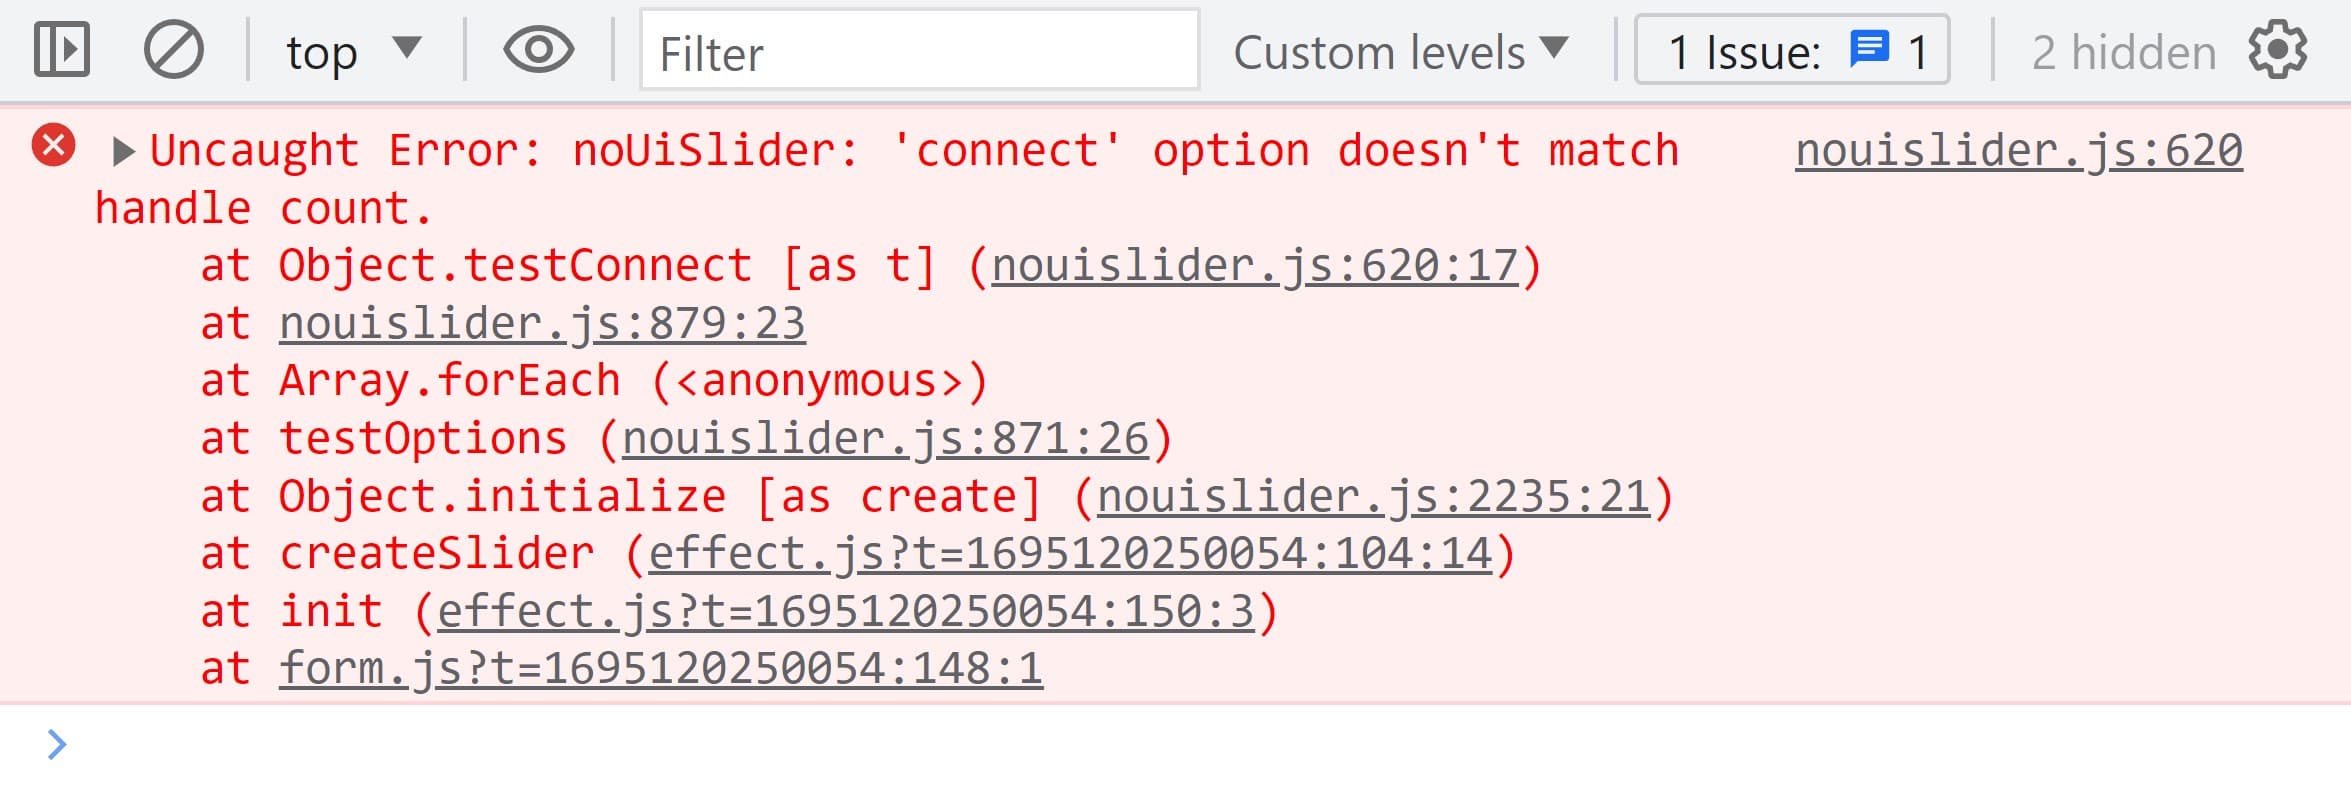 top Filter Custom levels 1 Issue: 1 2 hidden
Uncaught Error: noUiSlider: 'connect' option doesn't match nouislider.js:620
handle count.
at Object.testConnect [as t] (nouislider.js:620:17)
at nouislider.js:879:23
at Array.forEach (<anonymous>)
at testOptions (nouislider.js:871:26)
at Object.initialize [as create] (nouislider.js:2235:21)
at createSlider (effect.js?t=1695120250054:104:14)
at init (effect.js?t=1695120250054:150:3)
at form.js?t=1695120250054:148:1